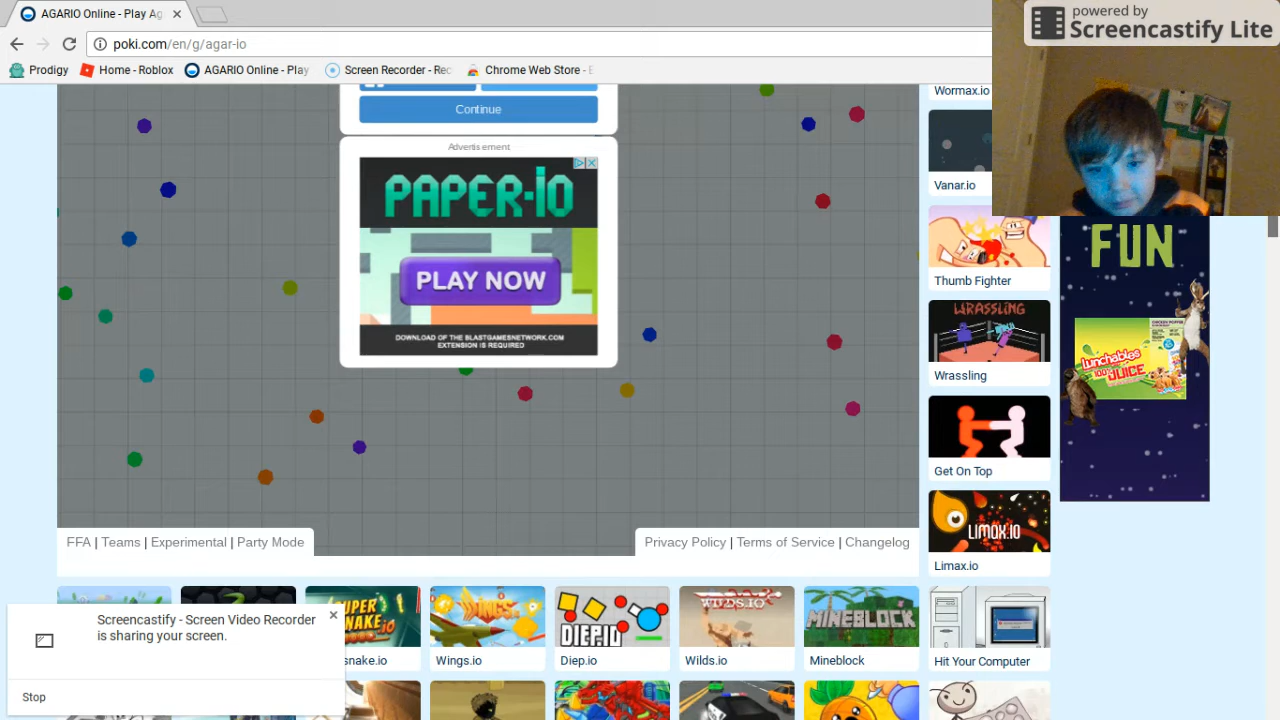 AGARIO Online - Play Ag
powered by
Screencastify Lite
poki.com/en/g/agar-io
Prodigy
Home - Roblox
AGARIO Online - Play
Screen Recorder - Rec
Chrome Web Store - E
Continue
Advertisement
PAPER-IO
PLAY NOW
DOWNLOAD OF THE BLASTGAMESNETWORK.COM
EXTENSION IS REQUIRED
Wormax.io
Vanar.io
Thumb Fighter
WRASSLING
Wrassling
Get On Top
LIMAX.IO
Limax.io
FUN
Lunchables
100% JUICE
FFA | Teams | Experimental | Party Mode
Privacy Policy | Terms of Service | Changelog
Screencastify - Screen Video Recorder
is sharing your screen.
Stop
SUPER
SNAKE
.IO
snake.io
WINGS.io
Wings.io
DIEP.IO
Diep.io
WILDS.IO
Wilds.io
MINEBLOCK
Mineblock
Hit Your Computer